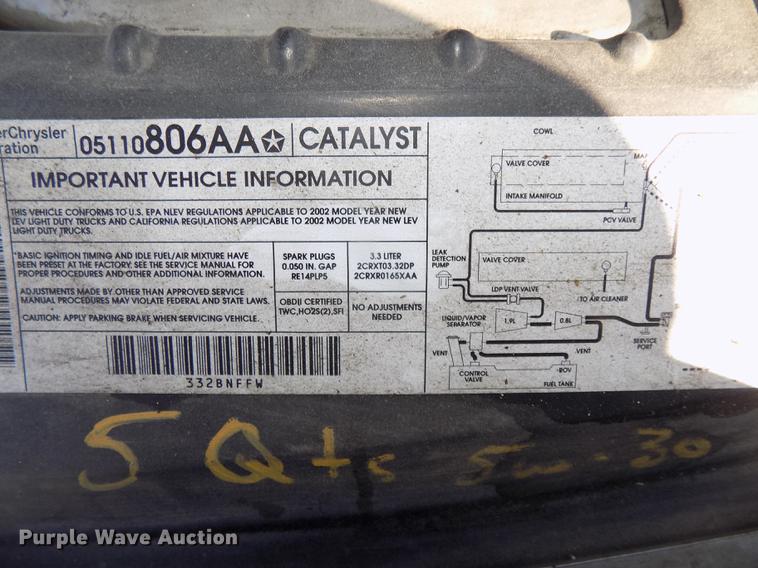 erChrysler
ration
05110806AA CATALYST
IMPORTANT VEHICLE INFORMATION
THIS VEHICLE CONFORMS TO U.S. EPA NLEV REGULATIONS APPLICABLE TO 2002 MODEL YEAR NEW
LEV LIGHT DUTY TRUCKS AND CALIFORNIA REGULATIONS APPLICABLE TO 2002 MODEL YEAR NEW LEV
LIGHT DUTY TRUCKS.
*BASIC IGNITION TIMING AND IDLE FUEL/AIR MIXTURE HAVE
BEEN PRESET AT THE FACTORY. SEE THE SERVICE MANUAL FOR
PROPER PROCEDURES AND OTHER ADDITIONAL INFORMATION.
ADJUSTMENTS MADE BY OTHER THAN APPROVED SERVICE
MANUAL PROCEDURES MAY VIOLATE FEDERAL AND STATE LAWS.
CAUTION: APPLY PARKING BRAKE WHEN SERVICING VEHICLE.
SPARK PLUGS
0.050 IN. GAP
RE14PLP5
3.3 LITER
2CRXT03.32DP
2CRXR0165XAA
OBDII CERTIFIED
TWC,HO2S(2),SFI
NO ADJUSTMENTS
NEEDED
332BNFFW
COWL
VALVE COVER
MAP
INTAKE MANIFOLD
PCV VALVE
LEAK
DETECTION
PUMP
VALVE COVER
LDP VENT VALVE
TO AIR CLEANER
LIQUID/VAPOR
SEPARATOR
1.9L
0.8L
SERVICE
PORT
VENT
VENT
CONTROL
VALVE
ROV
FUEL TANK
5 Qts 5w-30
Purple Wave Auction